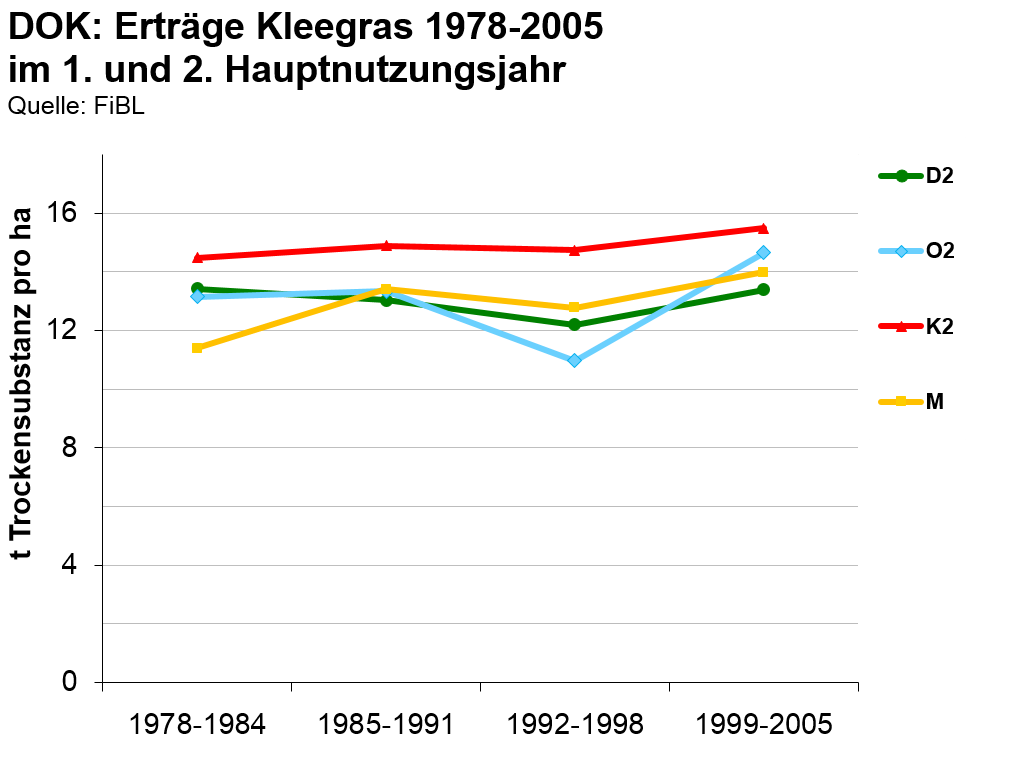 DOK: Erträge Kleegras 1978-2005
im 1. und 2. Hauptnutzungsjahr
Quelle: FiBL
t Trockensubstanz pro ha
16
12
8
4
0
1978-1984
1985-1991
1992-1998
1999-2005
D2
O2
K2
M